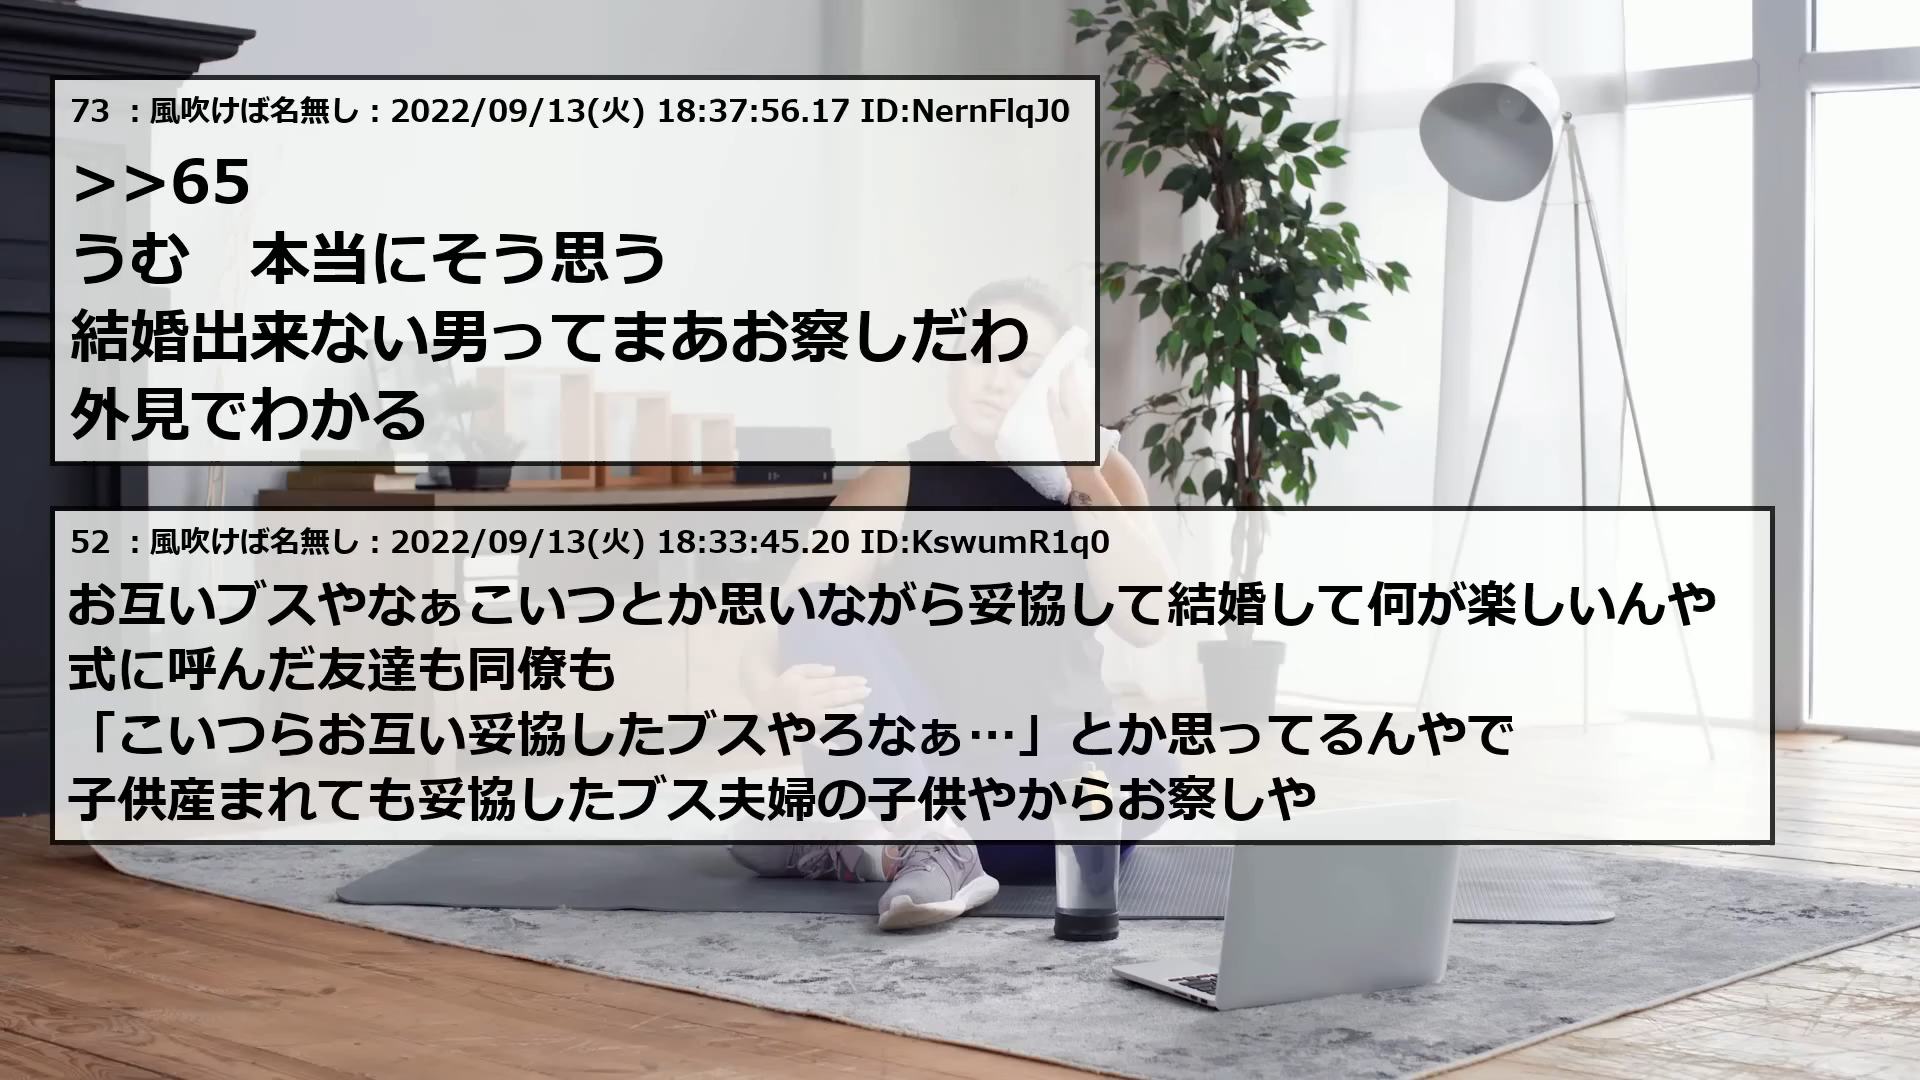 73 ：風吹けば名無し：2022/09/13(火) 18:37:56.17 ID:NernFlqJ0
>>65
うむ　本当にそう思う
結婚出来ない男ってまあお察しだわ
外見でわかる
52 ：風吹けば名無し：2022/09/13(火) 18:33:45.20 ID:KswumR1q0
お互いブスやなぁこいつとか思いながら妥協して結婚して何が楽しいんや
式に呼んだ友達も同僚も
「こいつらお互い妥協したブスやろなぁ…」とか思ってるんやで
子供産まれても妥協したブス夫婦の子供やからお察しや